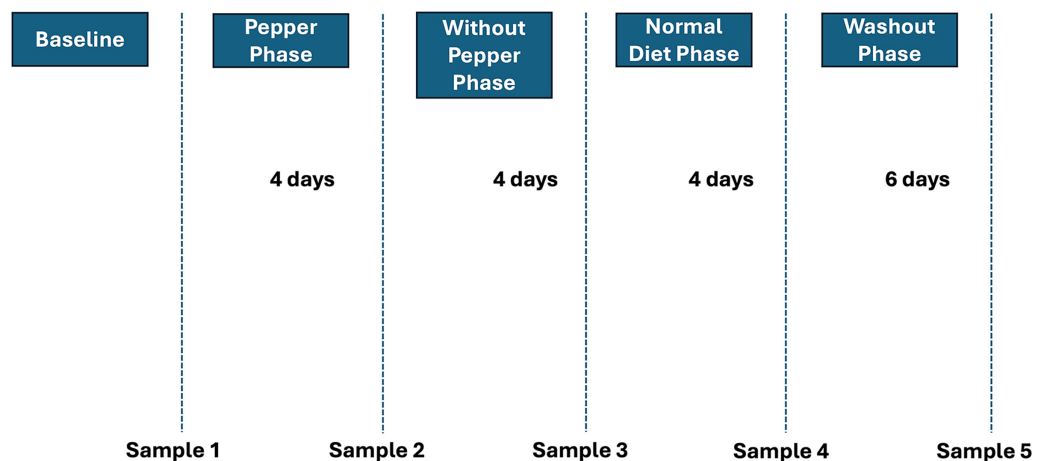 Baseline
Pepper
Phase
Without
Pepper
Phase
Normal
Diet Phase
Washout
Phase
4 days
4 days
4 days
6 days
Sample 1
Sample 2
Sample 3
Sample 4
Sample 5